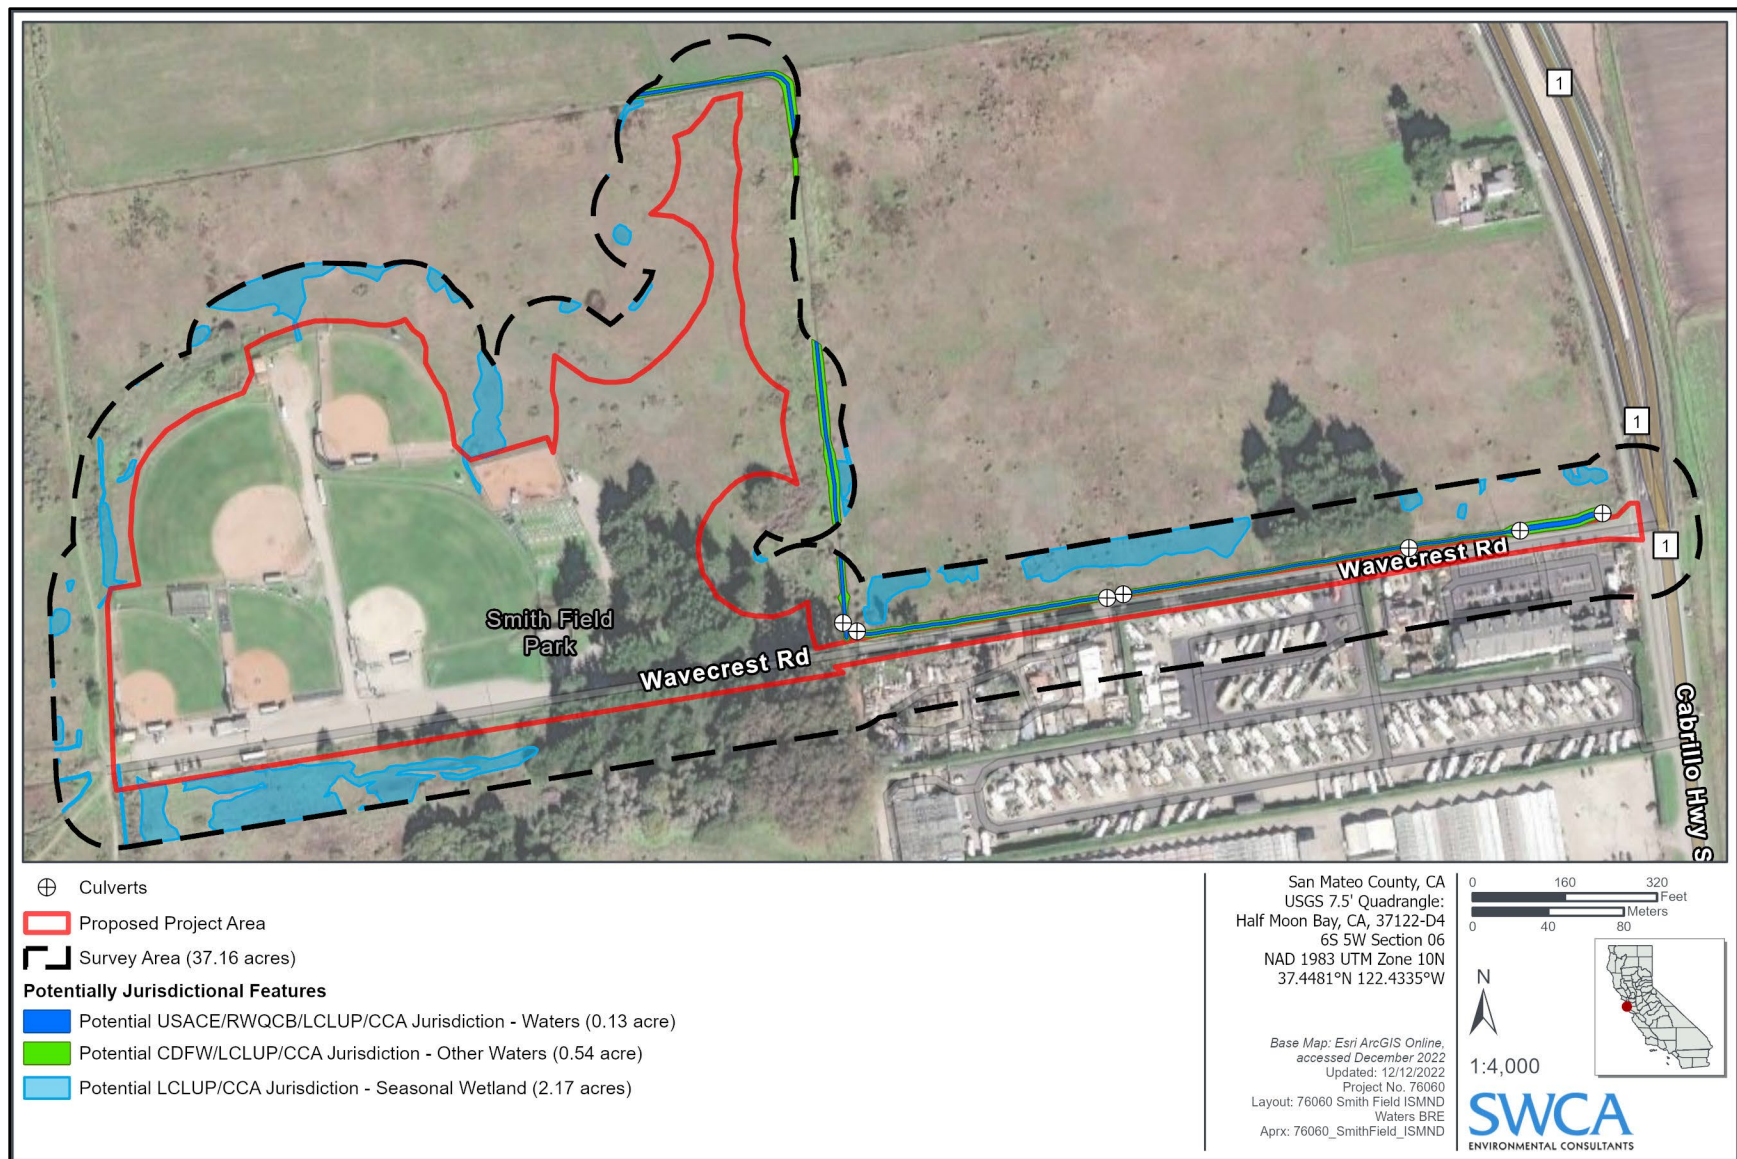 1
1
1
Wavecrest Rd
Smith Field
Park
Wavecrest Rd
Cabrillo Hwy S
Culverts
Proposed Project Area
Survey Area (37.16 acres)
Potentially Jurisdictional Features
Potential USACE/RWQCB/LCLUP/CCA Jurisdiction - Waters (0.13 acre)
Potential CDFW/LCLUP/CCA Jurisdiction - Other Waters (0.54 acre)
Potential LCLUP/CCA Jurisdiction - Seasonal Wetland (2.17 acres)
San Mateo County, CA
USGS 7.5' Quadrangle:
Half Moon Bay, CA, 37122-D4
6S 5W Section 06
NAD 1983 UTM Zone 10N
37.4481°N 122.4335°W
Base Map: Esri ArcGIS Online,
accessed December 2022
Updated: 12/12/2022
Project No. 76060
Layout: 76060 Smith Field ISMND
Waters BRE
Aprx: 76060_SmithField_ISMND
0 160 320
Feet
Meters
0 40 80
N
1:4,000
SWCA
ENVIRONMENTAL CONSULTANTS